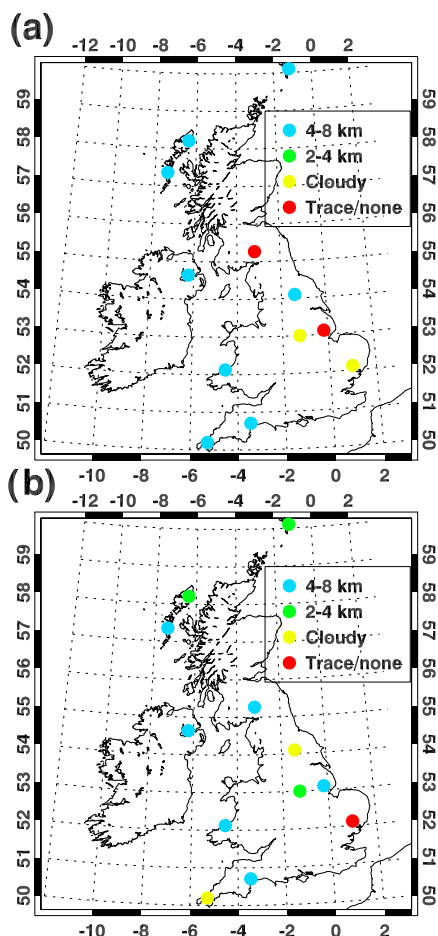 (a)
-12 -10 -8 -6 -4 -2 0 2
59 59
58 58
57 57
56 56
55 55
54 54
53 53
52 52
51 51
50 50
4-8 km
2-4 km
Cloudy
Trace/none
-10 -8 -6 -4 -2 0 2
(b)
-12 -10 -8 -6 -4 -2 0 2
59 59
58 58
57 57
56 56
55 55
54 54
53 53
52 52
51 51
50 50
4-8 km
2-4 km
Cloudy
Trace/none
-10 -8 -6 -4 -2 0 2